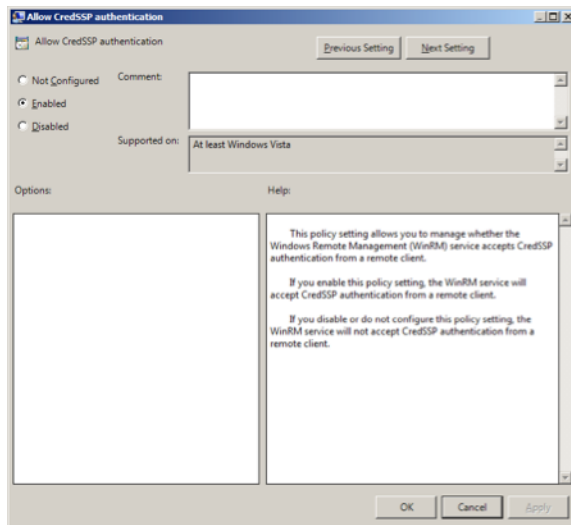 Allow CredSSP authentication
Allow CredSSP authentication
Previous Setting
Next Setting
Not Configured
Comment:
Enabled
Disabled
Supported on:
At least Windows Vista
Options:
Help:
This policy setting allows you to manage whether the
Windows Remote Management (WinRM) service accepts CredSSP
authentication from a remote client.
If you enable this policy setting, the WinRM service will
accept CredSSP authentication from a remote client.
If you disable or do not configure this policy setting, the
WinRM service will not accept CredSSP authentication from a
remote client.
OK
Cancel
Apply